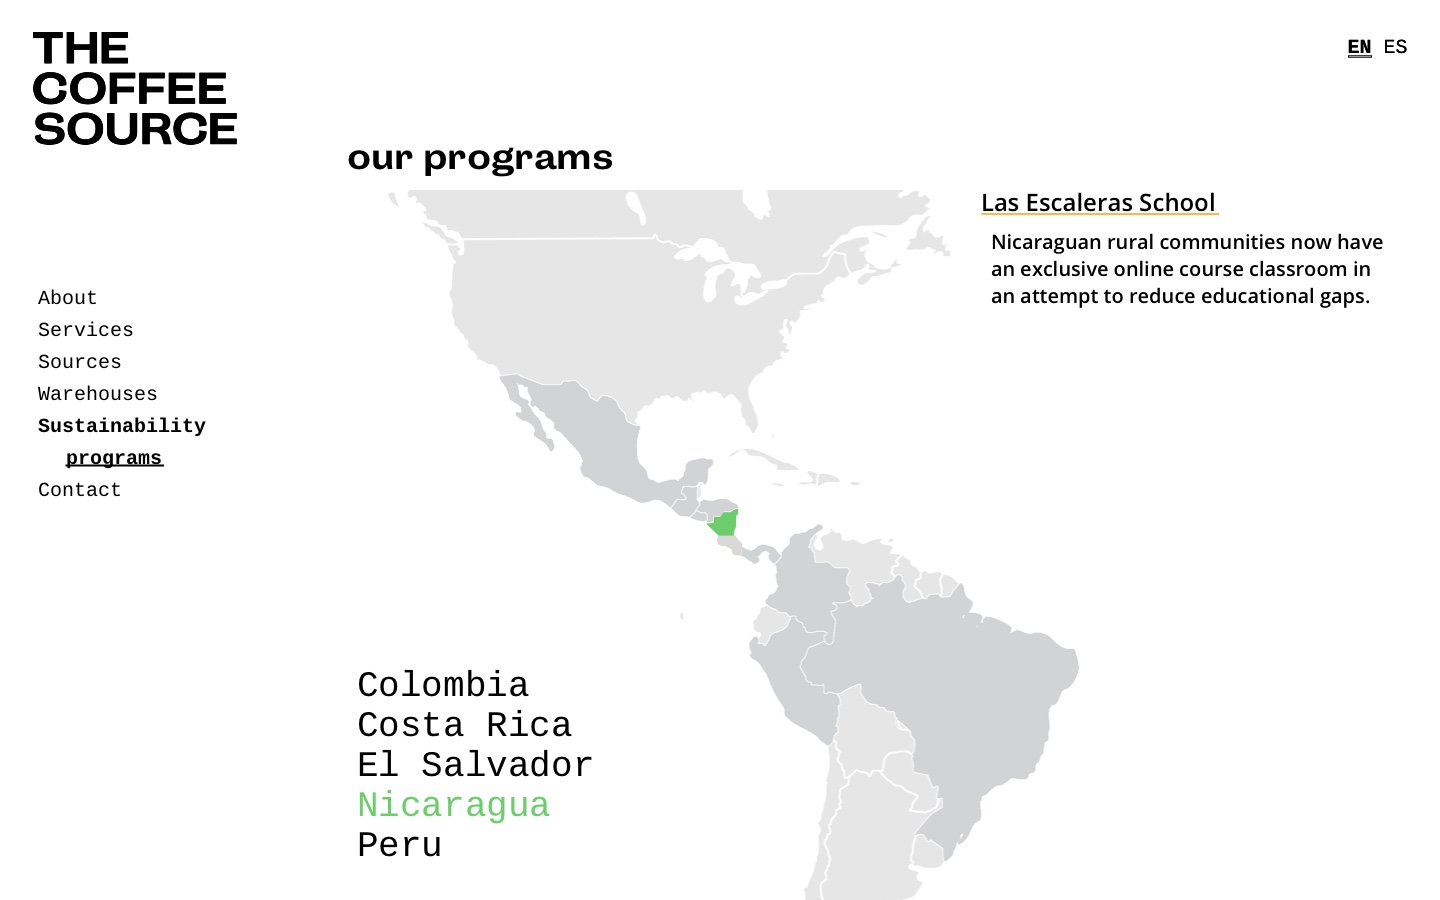 THE
COFFEE
SOURCE
EN ES
our programs
About
Services
Sources
Warehouses
Sustainability
programs
Contact
Las Escaleras School
Nicaraguan rural communities now have
an exclusive online course classroom in
an attempt to reduce educational gaps.
Colombia
Costa Rica
El Salvador
Nicaragua
Peru